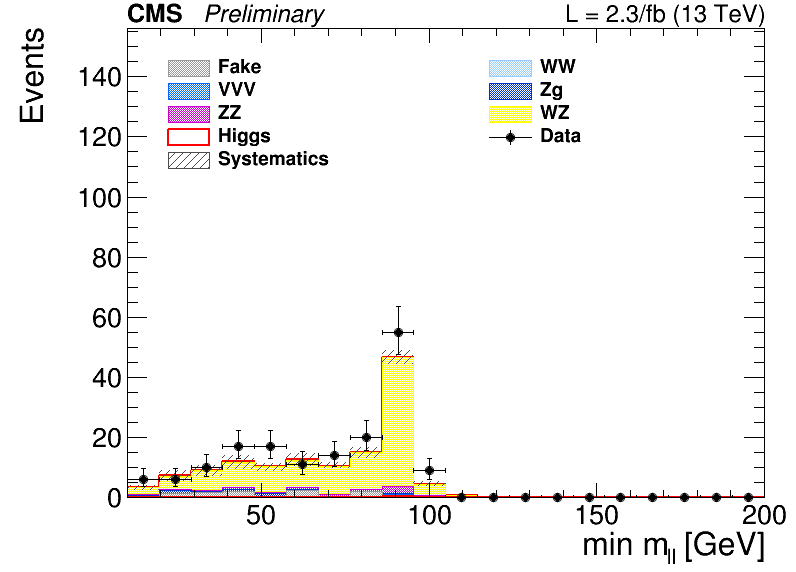 CMS Preliminary L = 2.3/fb (13 TeV)
Events
140
120
100
80
60
40
20
0
Fake
VVV
ZZ
Higgs
Systematics
WW
Zg
WZ
Data
50 100 150 200
min m_ll [GeV]